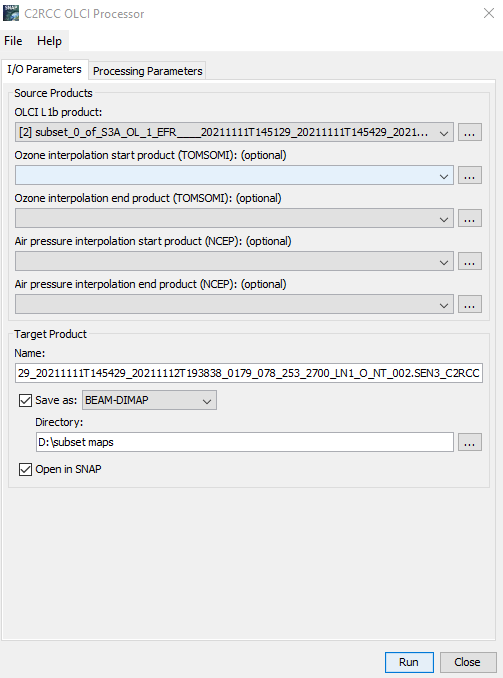 SNAP
C2RCC OLCI Processor
File Help
I/O Parameters Processing Parameters
Source Products
OLCI L1b product:
[2] subset_0_of_S3A_OL_1_EFR____20211111T145129_20211111T145429_2021... ...
Ozone interpolation start product (TOMSOMI): (optional)
...
Ozone interpolation end product (TOMSOMI): (optional)
...
Air pressure interpolation start product (NCEP): (optional)
...
Air pressure interpolation end product (NCEP): (optional)
...
Target Product
Name:
29_20211111T145429_20211112T193838_0179_078_253_2700_LN1_O_NT_002.SEN3_C2RCC
Save as: BEAM-DIMAP
Directory:
D:\subset maps ...
Open in SNAP
Run Close